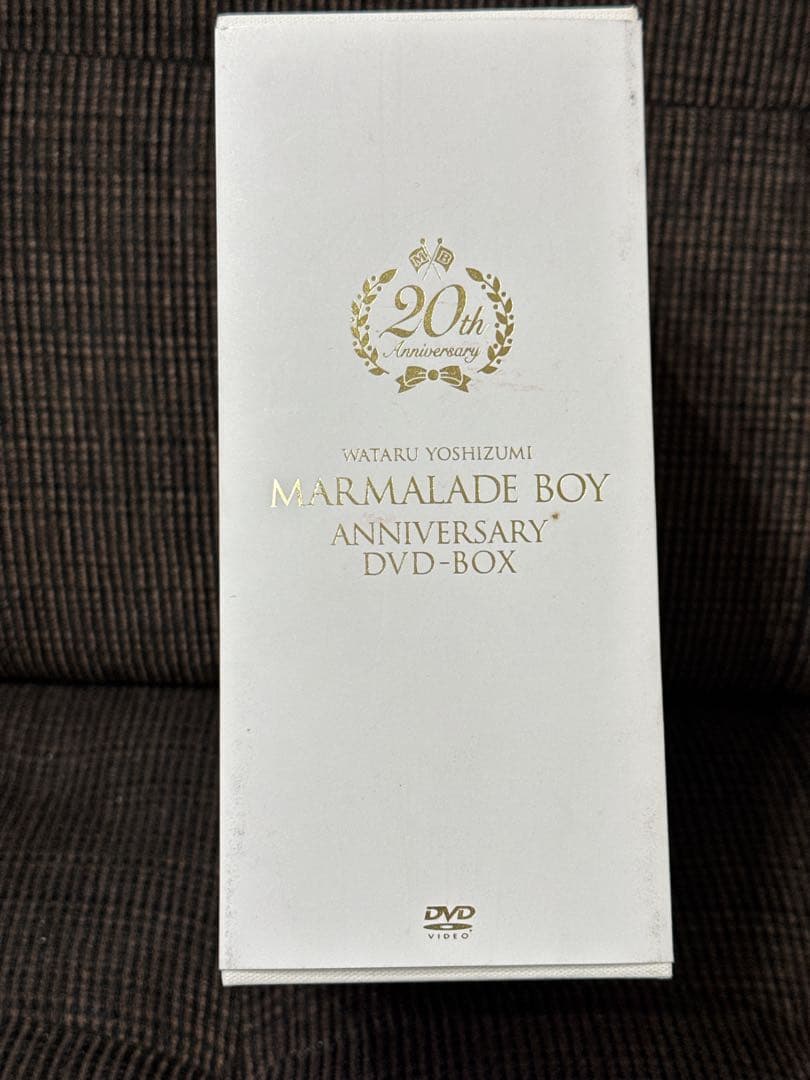 M B
20th
Anniversary
WATARU YOSHIZUMI
MARMALADE BOY
ANNIVERSARY
DVD-BOX
DVD
VIDEO